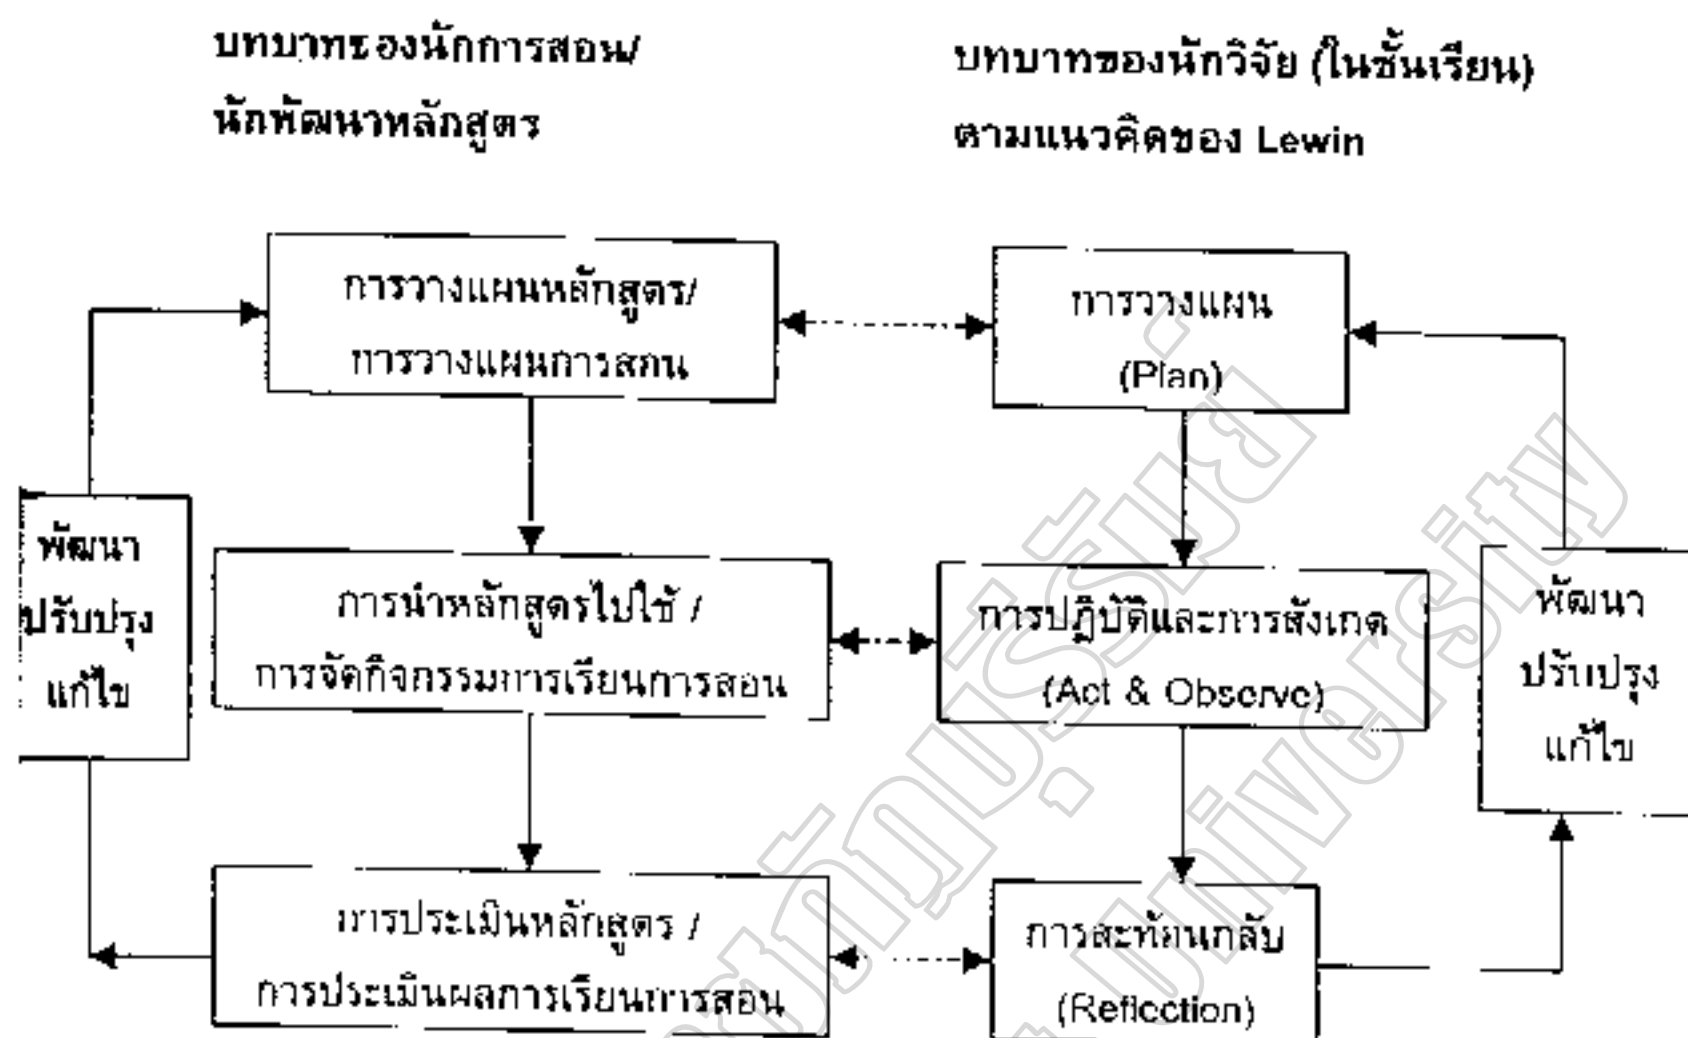 บทบาทของนักการสอน/
นักพัฒนาหลักสูตร
บทบาทของนักวิจัย (ในชั้นเรียน)
ตามแนวคิดของ Lewin
การวางแผนหลักสูตร/
การวางแผนการสอน
การวางแผน
(Plan)
พัฒนา
ปรับปรุง
แก้ไข
การนำหลักสูตรไปใช้ /
การจัดกิจกรรมการเรียนการสอน
การปฏิบัติและการสังเกต
(Act & Observe)
พัฒนา
ปรับปรุง
แก้ไข
การประเมินหลักสูตร /
การประเมินผลการเรียนการสอน
การสะท้อนกลับ
(Reflection)
University